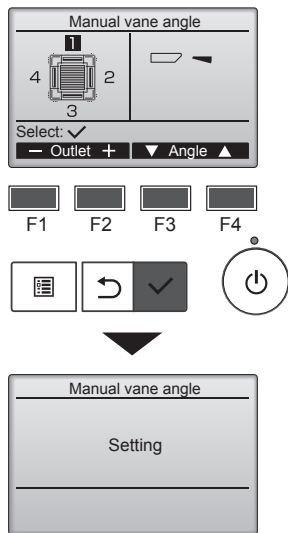 Manual vane angle
1
4 2
3
Select: ✓
− Outlet + ▼ Angle ▲
F1 F2 F3 F4
Manual vane angle
Setting